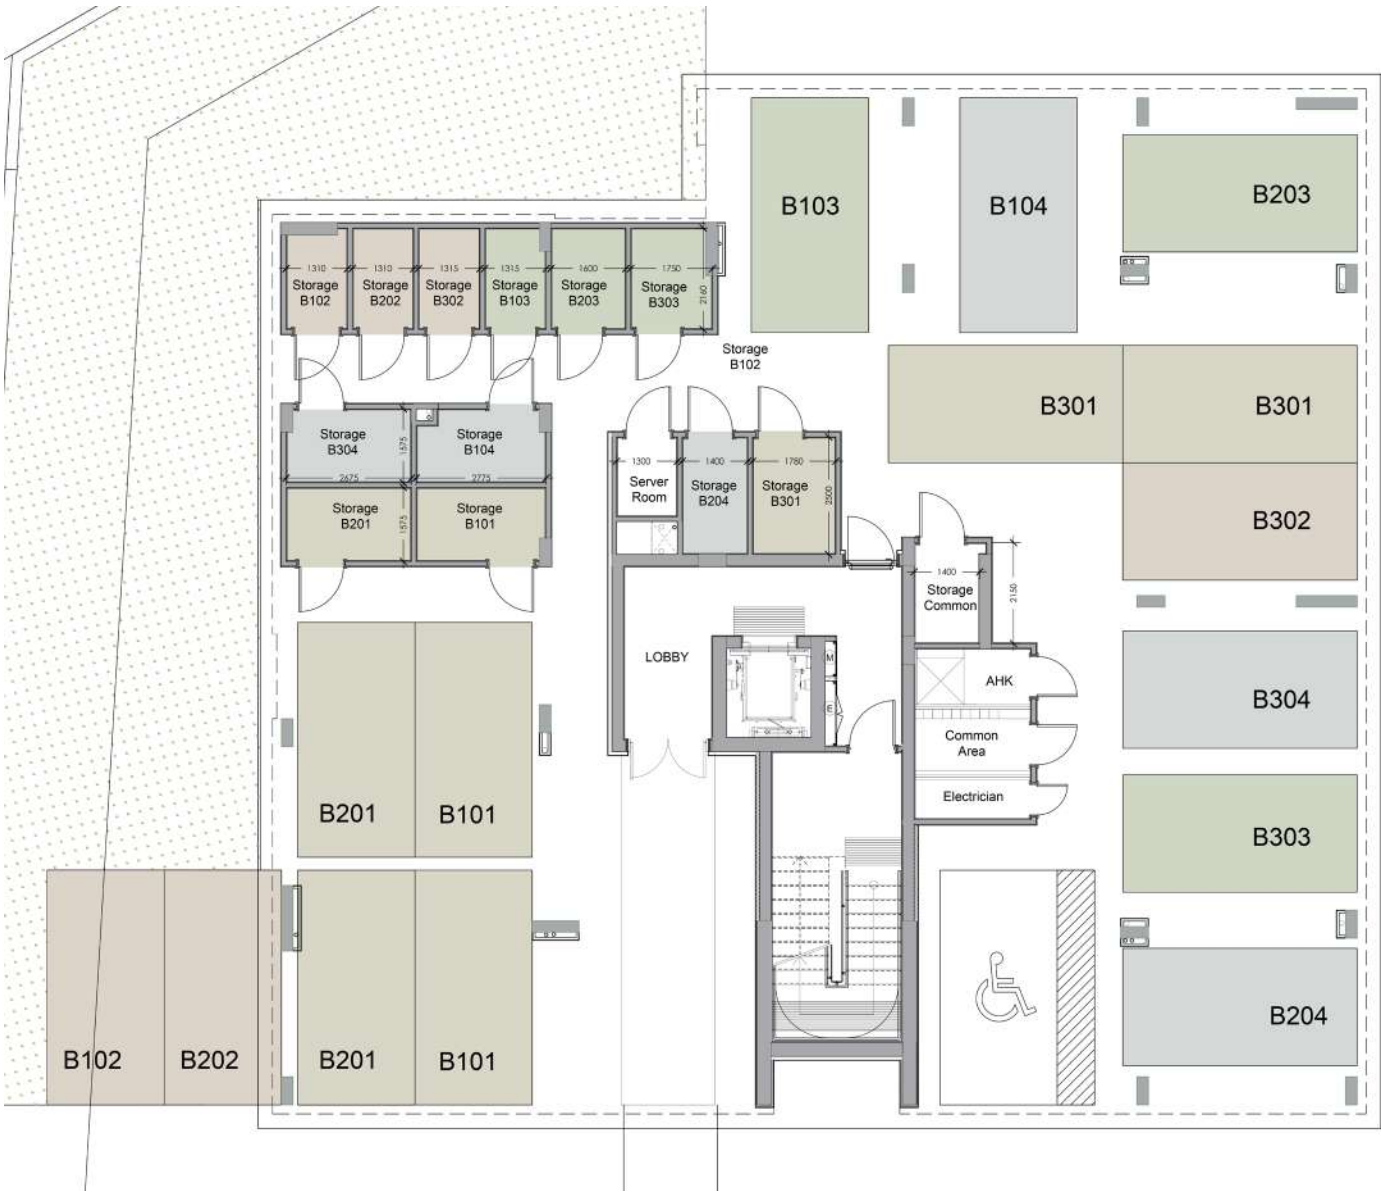 B103
B104
B203
1310
1310
1315
1315
1600
1750
2160
Storage
B102
Storage
B202
Storage
B302
Storage
B103
Storage
B203
Storage
B303
Storage
B102
B301
B301
Storage
B304
1575
Storage
B104
2675
2775
1300
Server
Room
1400
Storage
B204
1780
Storage
B301
2500
Storage
B201
1575
Storage
B101
B302
1400
Storage
Common
2150
LOBBY
M
E
AHK
B304
Common
Area
Electrician
B201
B101
B303
B204
B102
B202
B201
B101